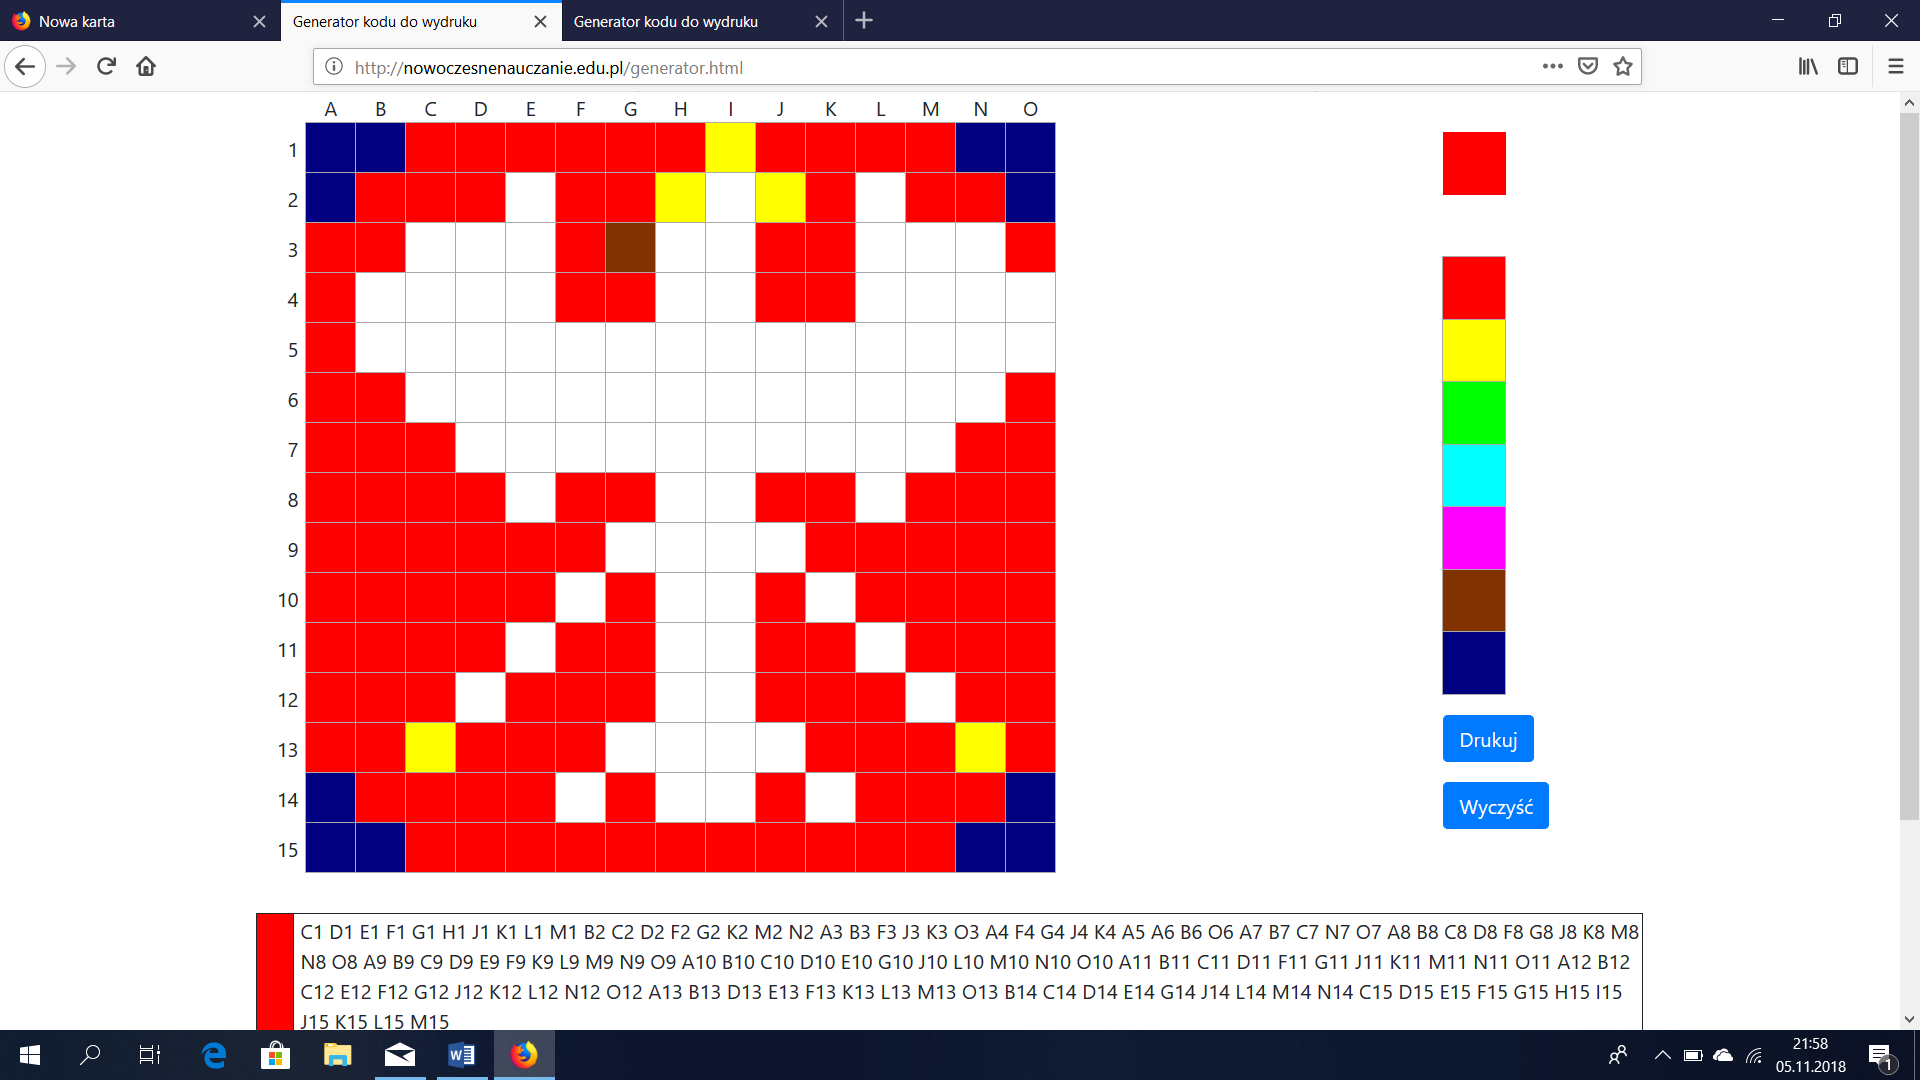 Nowa karta
Generator kodu do wydruku
Generator kodu do wydruku
http://nowoczesnenauczanie.edu.pl/generator.html
A B C D E F G H I J K L M N O
1
2
3
4
5
6
7
8
9
10
11
12
13
14
15
Drukuj
Wyczyść
C1 D1 E1 F1 G1 H1 J1 K1 L1 M1 B2 C2 D2 F2 G2 K2 M2 N2 A3 B3 F3 J3 K3 O3 A4 F4 G4 J4 K4 A5 A6 B6 O6 A7 B7 C7 N7 O7 A8 B8 C8 D8 F8 G8 J8 K8 M8
N8 O8 A9 B9 C9 D9 E9 F9 K9 L9 M9 N9 O9 A10 B10 C10 D10 E10 G10 J10 L10 M10 N10 O10 A11 B11 C11 D11 F11 G11 J11 K11 M11 N11 O11 A12 B12
C12 E12 F12 G12 J12 K12 L12 N12 O12 A13 B13 D13 E13 F13 K13 L13 M13 O13 B14 C14 D14 E14 G14 J14 L14 M14 N14 C15 D15 E15 F15 G15 H15 I15
J15 K15 L15 M15
21:58
05.11.2018
1